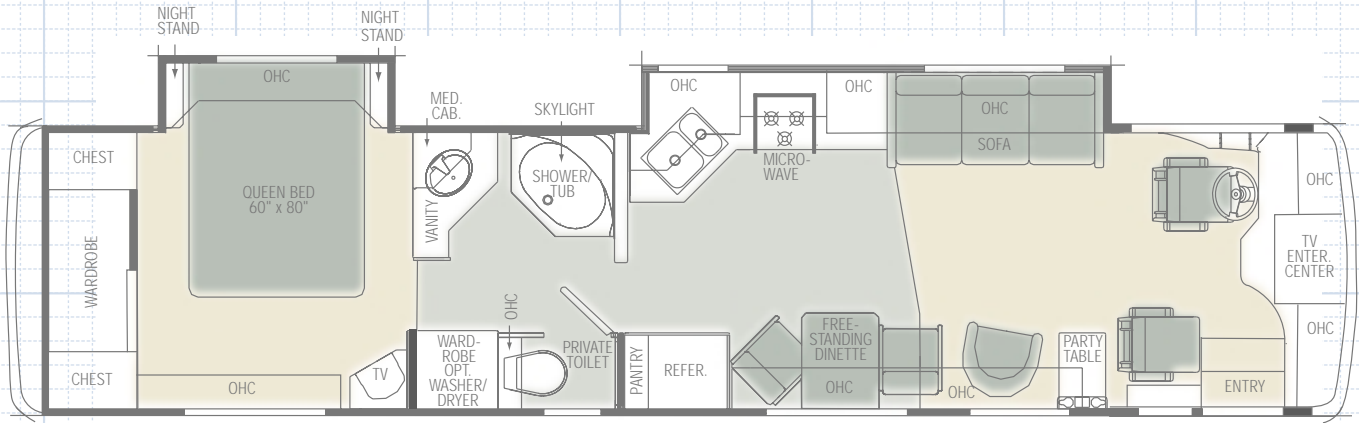 NIGHT
STAND
NIGHT
STAND
OHC
MED.
CAB.
SKYLIGHT
OHC
OHC
OHC
SOFA
MICRO-
WAVE
CHEST
QUEEN BED
60" x 80"
SHOWER/
TUB
VANITY
WARDROBE
OHC
TV
ENTER.
CENTER
OHC
CHEST
OHC
TV
WARD-
ROBE
OPT.
WASHER/
DRYER
OHC
PRIVATE
TOILET
PANTRY
REFER.
FREE-
STANDING
DINETTE
OHC
OHC
PARTY
TABLE
ENTRY